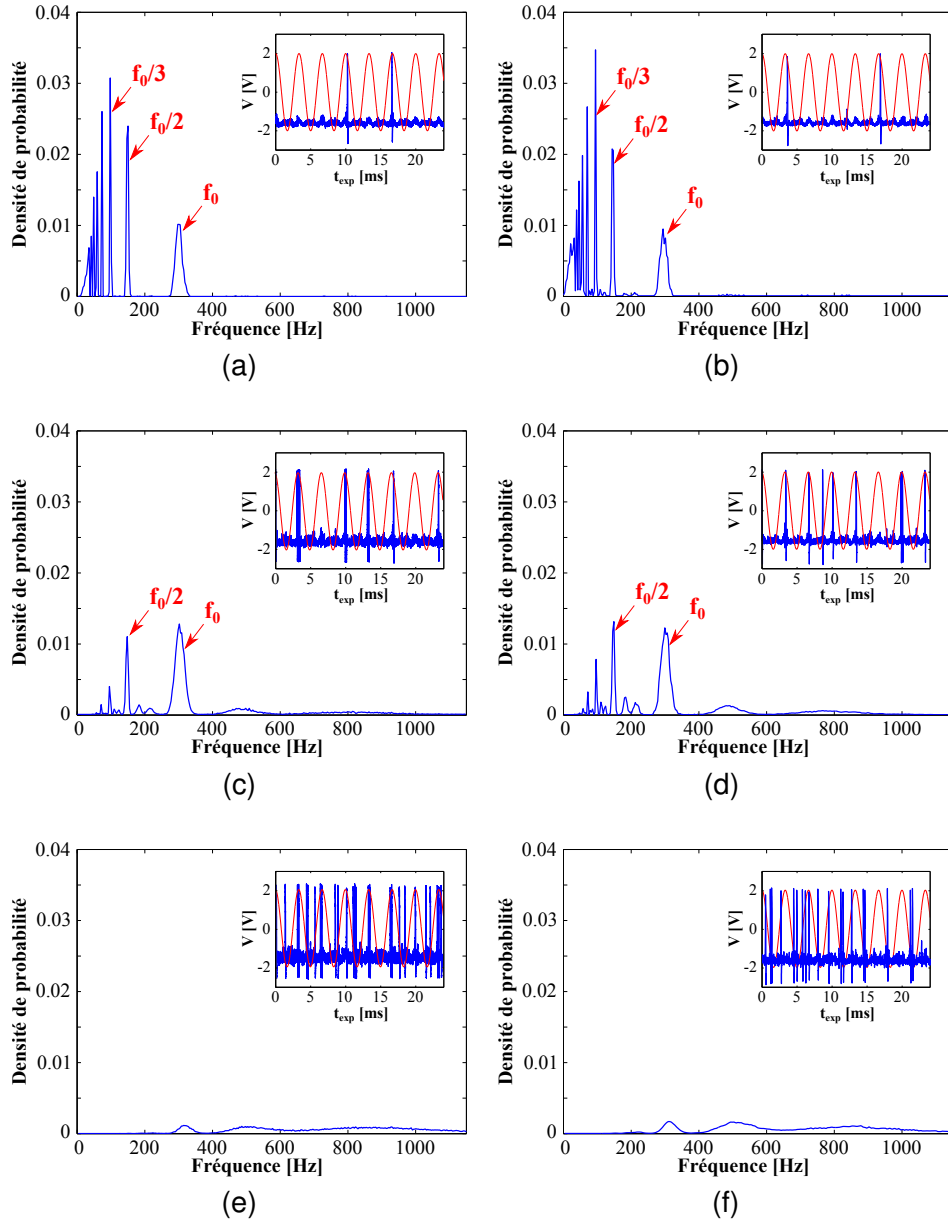 0.04
0.03
0.02
0.01
0
Densité de probabilité
0 200 400 600 800 1000
Fréquence [Hz]
f0/3
f0/2
f0
2
0
-2
V [V]
0 5 10 15 20
texp [ms]
(a)
0.04
0.03
0.02
0.01
0
Densité de probabilité
0 200 400 600 800 1000
Fréquence [Hz]
f0/3
f0/2
f0
2
0
-2
V [V]
0 5 10 15 20
texp [ms]
(b)
0.04
0.03
0.02
0.01
0
Densité de probabilité
0 200 400 600 800 1000
Fréquence [Hz]
f0/2
f0
2
0
-2
V [V]
0 5 10 15 20
texp [ms]
(c)
0.04
0.03
0.02
0.01
0
Densité de probabilité
0 200 400 600 800 1000
Fréquence [Hz]
f0/2
f0
2
0
-2
V [V]
0 5 10 15 20
texp [ms]
(d)
0.04
0.03
0.02
0.01
0
Densité de probabilité
0 200 400 600 800 1000
Fréquence [Hz]
2
0
-2
V [V]
0 5 10 15 20
texp [ms]
(e)
0.04
0.03
0.02
0.01
0
Densité de probabilité
0 200 400 600 800 1000
Fréquence [Hz]
2
0
-2
V [V]
0 5 10 15 20
texp [ms]
(f)